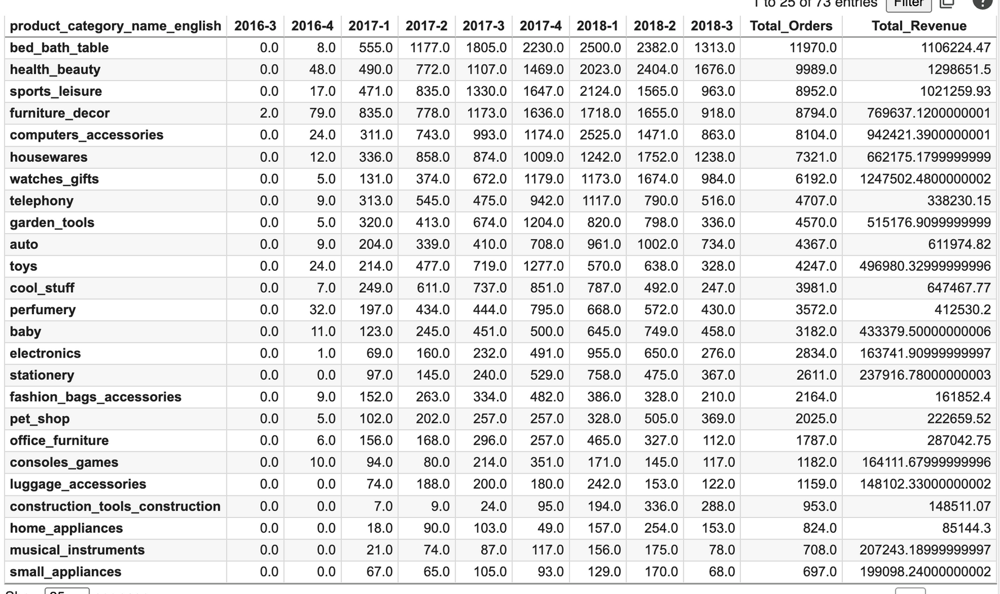 1 to 25 of 73 entries Filter ?
product_category_name_english 2016-3 2016-4 2017-1 2017-2 2017-3 2017-4 2018-1 2018-2 2018-3 Total_Orders Total_Revenue
bed_bath_table 0.0 8.0 555.0 1177.0 1805.0 2230.0 2500.0 2382.0 1313.0 11970.0 1106224.47
health_beauty 0.0 48.0 490.0 772.0 1107.0 1469.0 2023.0 2404.0 1676.0 9989.0 1298651.5
sports_leisure 0.0 17.0 471.0 835.0 1330.0 1647.0 2124.0 1565.0 963.0 8952.0 1021259.93
furniture_decor 2.0 79.0 835.0 778.0 1173.0 1636.0 1718.0 1655.0 918.0 8794.0 769637.1200000001
computers_accessories 0.0 24.0 311.0 743.0 993.0 1174.0 2525.0 1471.0 863.0 8104.0 942421.3900000001
housewares 0.0 12.0 336.0 858.0 874.0 1009.0 1242.0 1752.0 1238.0 7321.0 662175.1799999999
watches_gifts 0.0 5.0 131.0 374.0 672.0 1179.0 1173.0 1674.0 984.0 6192.0 1247502.4800000002
telephony 0.0 9.0 313.0 545.0 475.0 942.0 1117.0 790.0 516.0 4707.0 338230.15
garden_tools 0.0 5.0 320.0 413.0 674.0 1204.0 820.0 798.0 336.0 4570.0 515176.9099999999
auto 0.0 9.0 204.0 339.0 410.0 708.0 961.0 1002.0 734.0 4367.0 611974.82
toys 0.0 24.0 214.0 477.0 719.0 1277.0 570.0 638.0 328.0 4247.0 496980.32999999996
cool_stuff 0.0 7.0 249.0 611.0 737.0 851.0 787.0 492.0 247.0 3981.0 647467.77
perfumery 0.0 32.0 197.0 434.0 444.0 795.0 668.0 572.0 430.0 3572.0 412530.2
baby 0.0 11.0 123.0 245.0 451.0 500.0 645.0 749.0 458.0 3182.0 433379.50000000006
electronics 0.0 1.0 69.0 160.0 232.0 491.0 955.0 650.0 276.0 2834.0 163741.90999999997
stationery 0.0 0.0 97.0 145.0 240.0 529.0 758.0 475.0 367.0 2611.0 237916.78000000003
fashion_bags_accessories 0.0 9.0 152.0 263.0 334.0 482.0 386.0 328.0 210.0 2164.0 161852.4
pet_shop 0.0 5.0 102.0 202.0 257.0 257.0 328.0 505.0 369.0 2025.0 222659.52
office_furniture 0.0 6.0 156.0 168.0 296.0 257.0 465.0 327.0 112.0 1787.0 287042.75
consoles_games 0.0 10.0 94.0 80.0 214.0 351.0 171.0 145.0 117.0 1182.0 164111.67999999996
luggage_accessories 0.0 0.0 74.0 188.0 200.0 180.0 242.0 153.0 122.0 1159.0 148102.33000000002
construction_tools_construction 0.0 0.0 7.0 9.0 24.0 95.0 194.0 336.0 288.0 953.0 148511.07
home_appliances 0.0 0.0 18.0 90.0 103.0 49.0 157.0 254.0 153.0 824.0 85144.3
musical_instruments 0.0 0.0 21.0 74.0 87.0 117.0 156.0 175.0 78.0 708.0 207243.18999999997
small_appliances 0.0 0.0 67.0 65.0 105.0 93.0 129.0 170.0 68.0 697.0 199098.24000000002